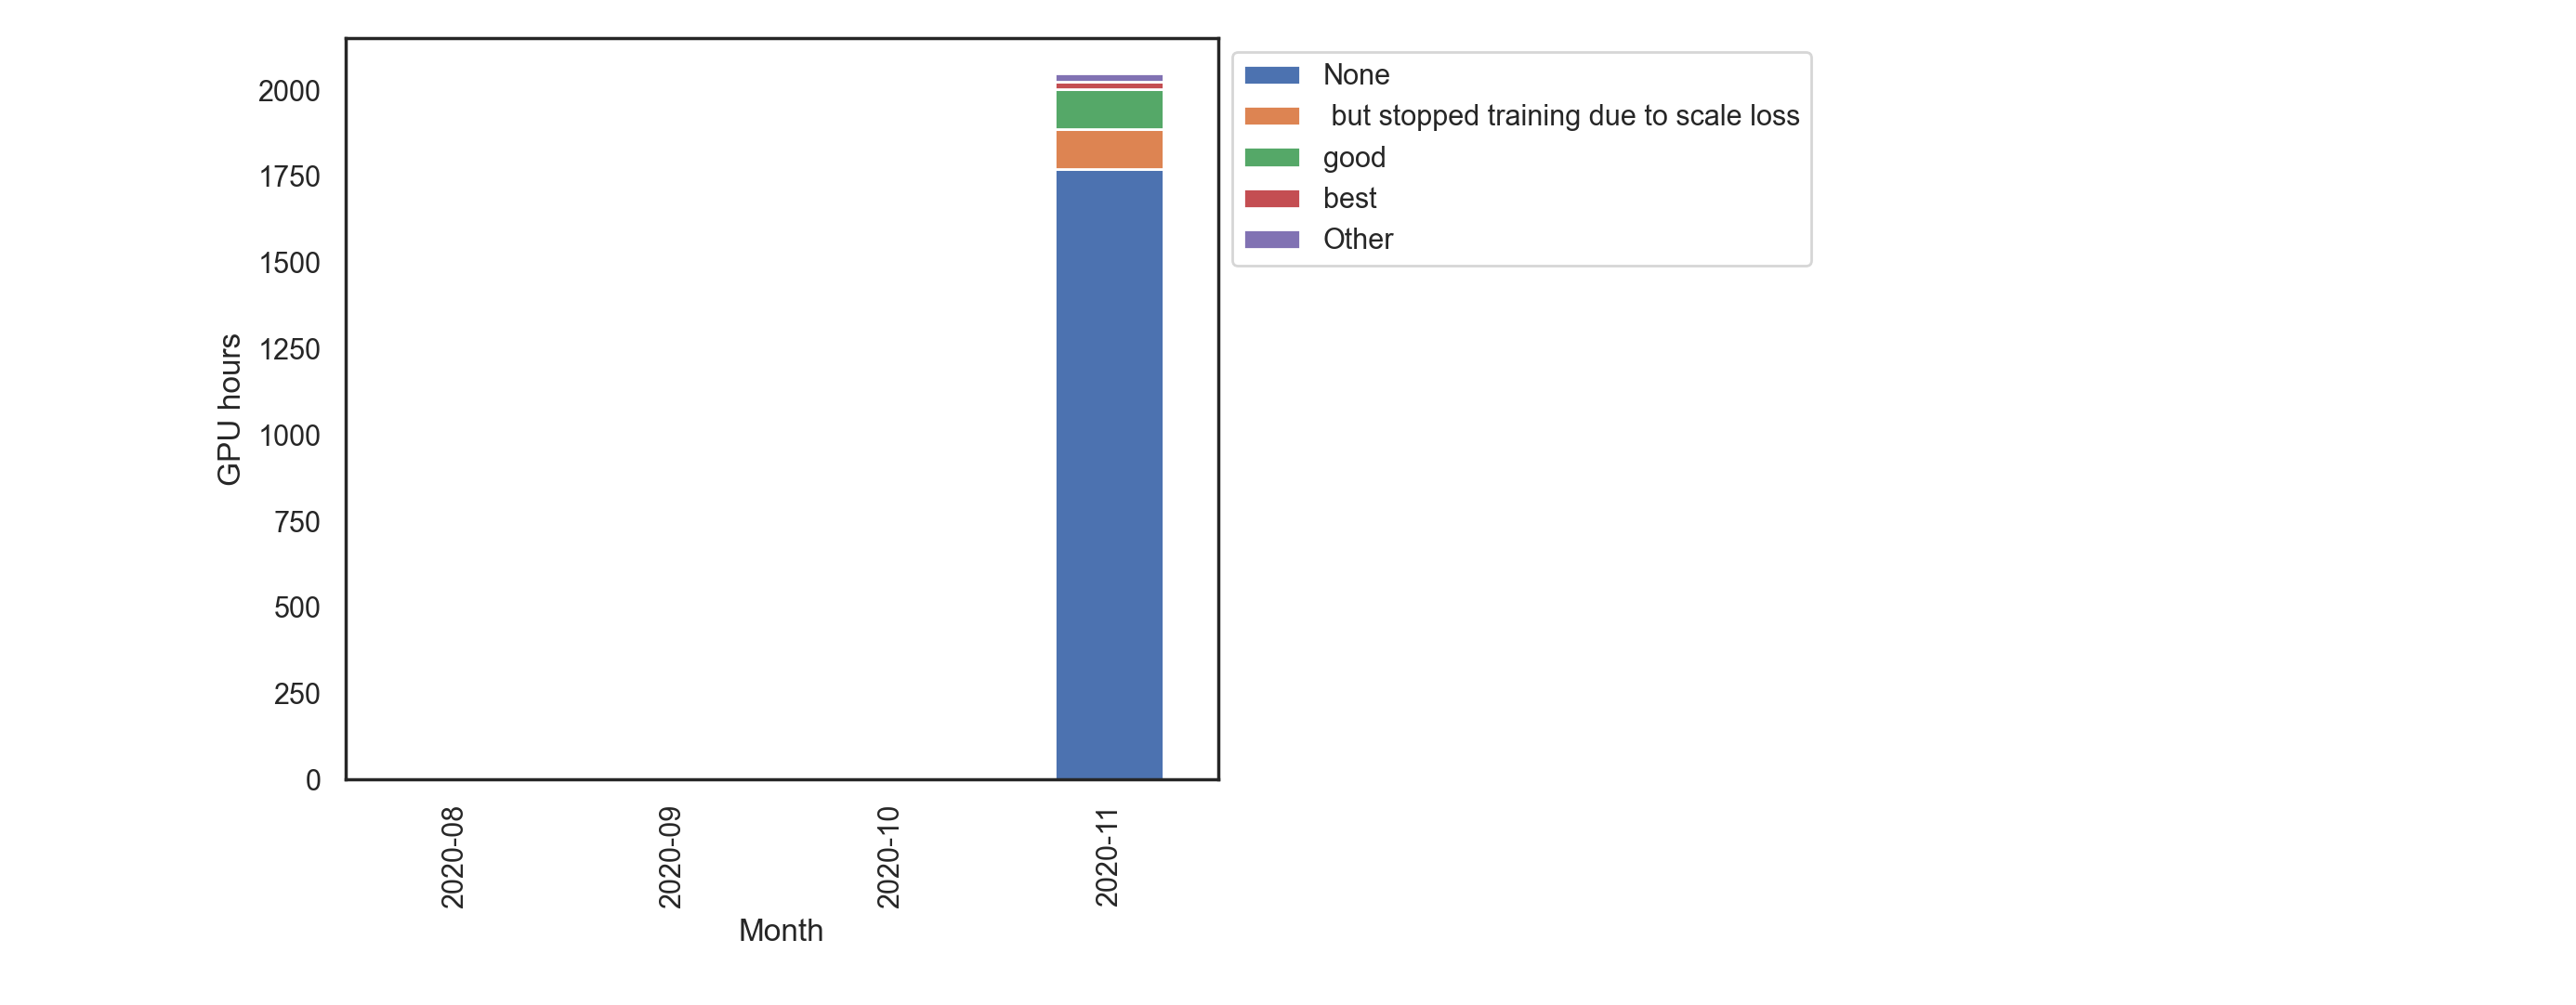 2000
1750
1500
1250
1000
750
500
250
0
GPU hours
2020-08
2020-09
2020-10
2020-11
Month
None
but stopped training due to scale loss
good
best
Other